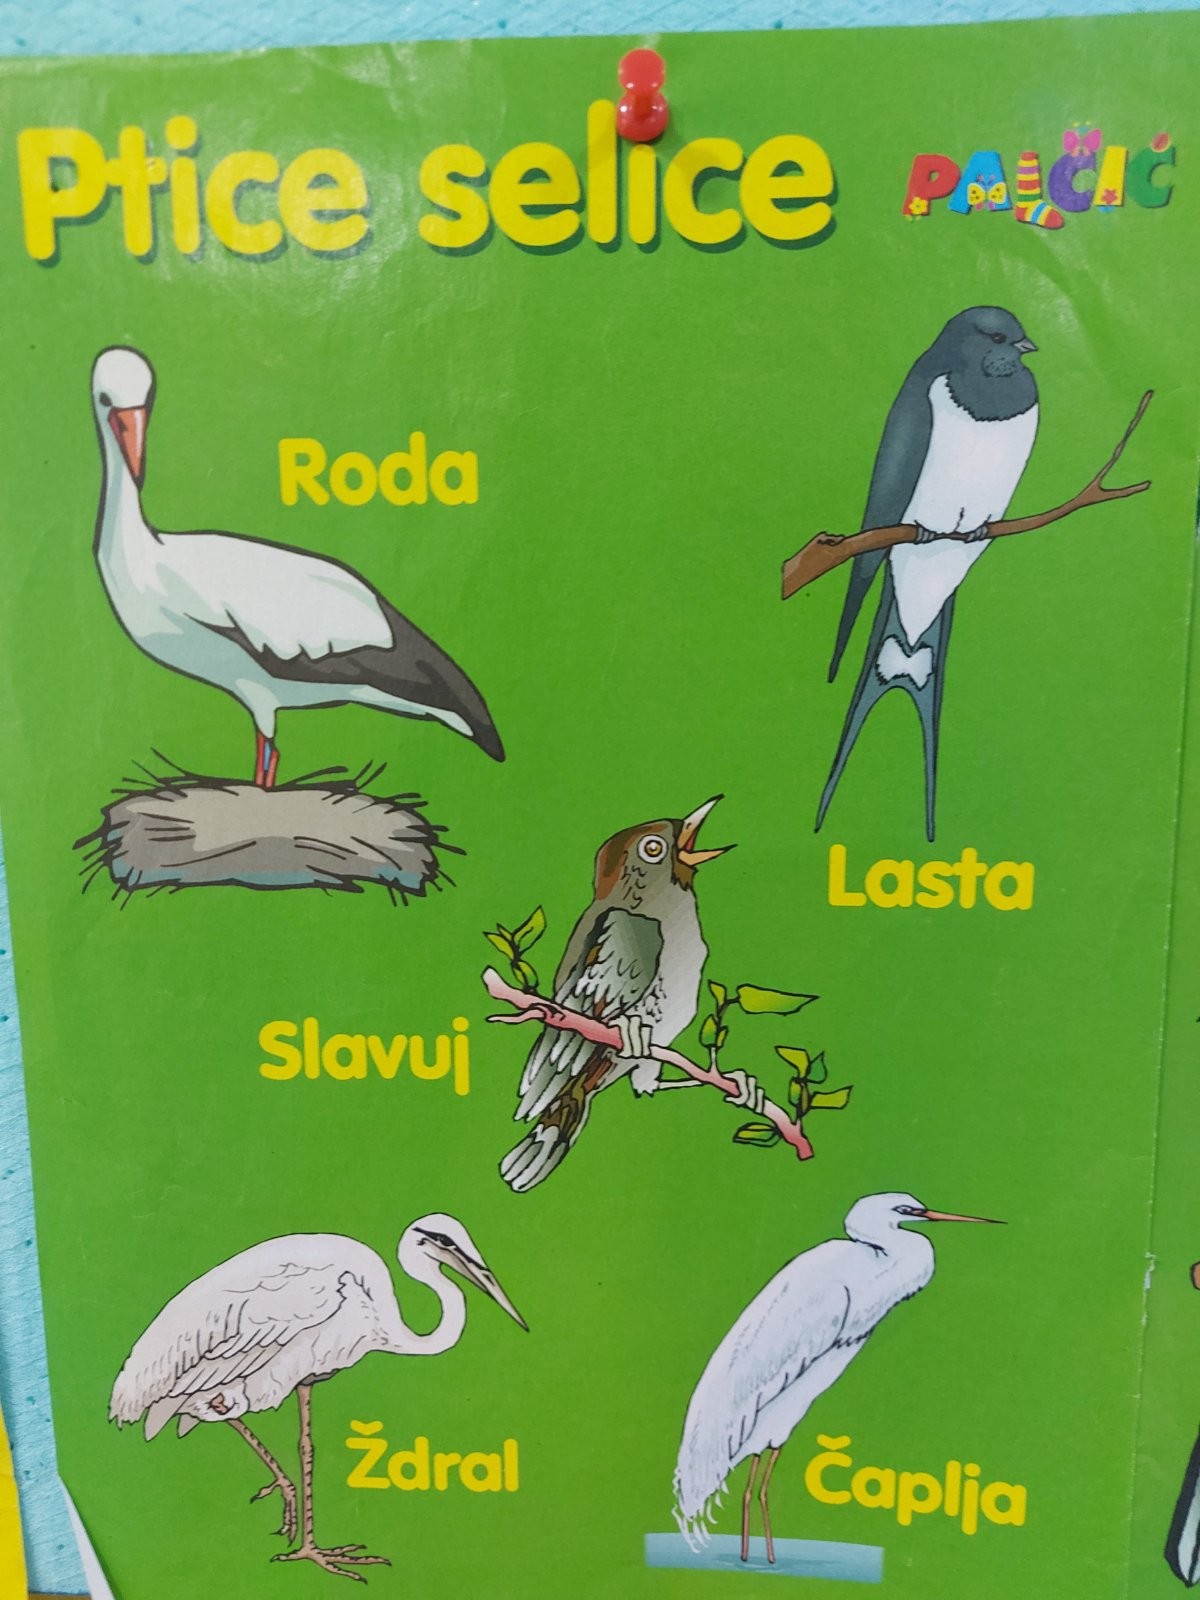 Ptice selice
PALČIĆ
Roda
Lasta
Slavuj
Ždral
Čaplja